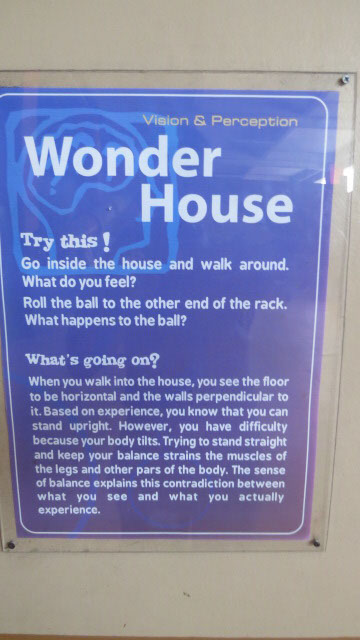 Vision & Perception
Wonder
House
Try this!
Go inside the house and walk around.
What do you feel?
Roll the ball to the other end of the rack.
What happens to the ball?
What's going on?
When you walk into the house, you see the floor
to be horizontal and the walls perpendicular to
it. Based on experience, you know that you can
stand upright. However, you have difficulty
because your body tilts. Trying to stand straight
and keep your balance strains the muscles of
the legs and other pars of the body. The sense
of balance explains this contradiction between
what you see and what you actually
experience.